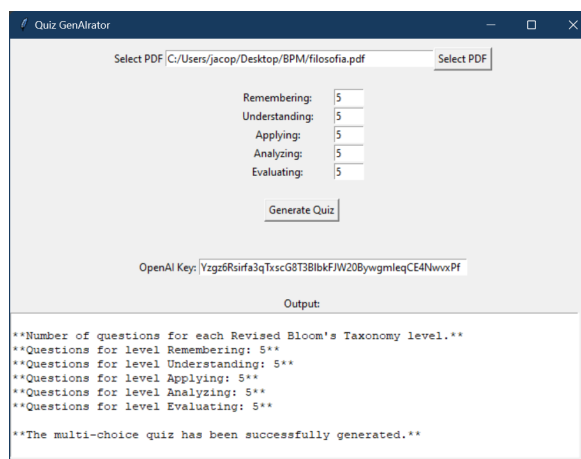 Quiz GenAIrator
Select PDF C:/Users/jacop/Desktop/BPM/filosofia.pdf Select PDF
Remembering: 5
Understanding: 5
Applying: 5
Analyzing: 5
Evaluating: 5
Generate Quiz
OpenAI Key:
Output:
**Number of questions for each Revised Bloom's Taxonomy level.**
**Questions for level Remembering: 5**
**Questions for level Understanding: 5**
**Questions for level Applying: 5**
**Questions for level Analyzing: 5**
**Questions for level Evaluating: 5**
**The multi-choice quiz has been successfully generated.**